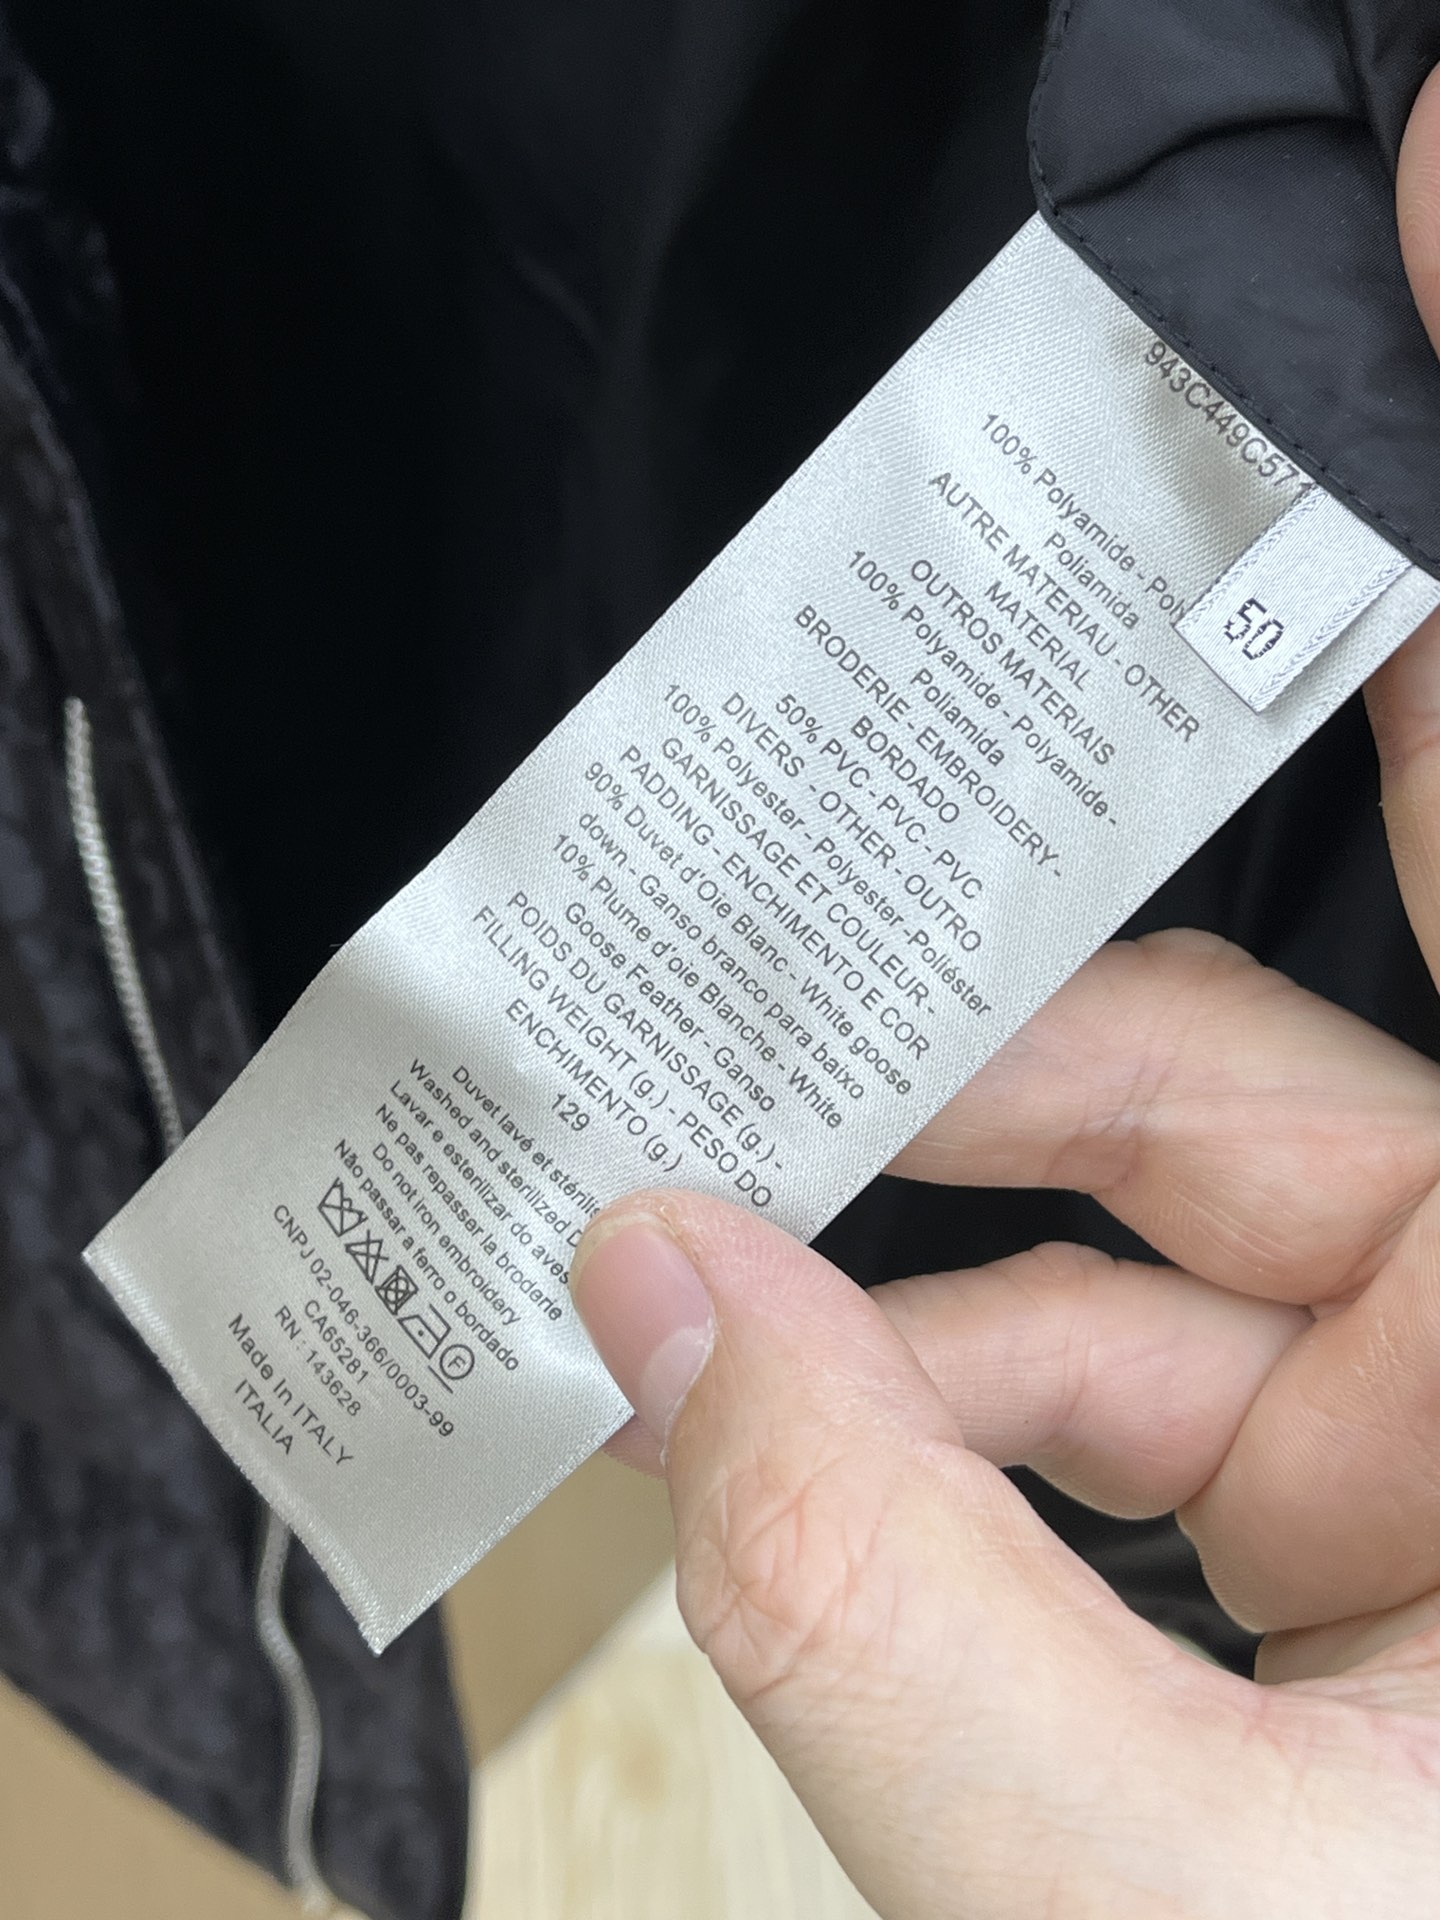 943C449C571
50
100% Polyamide - Poly
Poliamida
AUTRE MATERIAU - OTHER
MATERIAL
OUTROS MATERIAIS
100% Polyamide - Polyamide -
Poliamida
BRODERIE - EMBROIDERY-
BORDADO
50% PVC - PVC - PVC
DIVERS - OTHER - OUTRO
100% Polyester - Polyester -Poliéster
GARNISSAGE ET COULEUR -
PADDING - ENCHIMENTO E COR
90% Duvet d'Oie Blanc - White goose
down - Ganso branco para baixo
10% Plume d'oie Blanche - White
Goose Feather - Ganso
POIDS DU GARNISSAGE (g.) -
FILLING WEIGHT (g.) - PESO DO
ENCHIMENTO (g.)
129
Duvet lavé et stérilis
Washed and sterilized D
Lavar e esterilizar do aves
Ne pas repasser la broderie
Do not iron embroidery
Não passar a ferro o bordado
F
CNPJ 02-046-366/0003-99
CA65281
RN : 143628
Made In ITALY
ITALIA